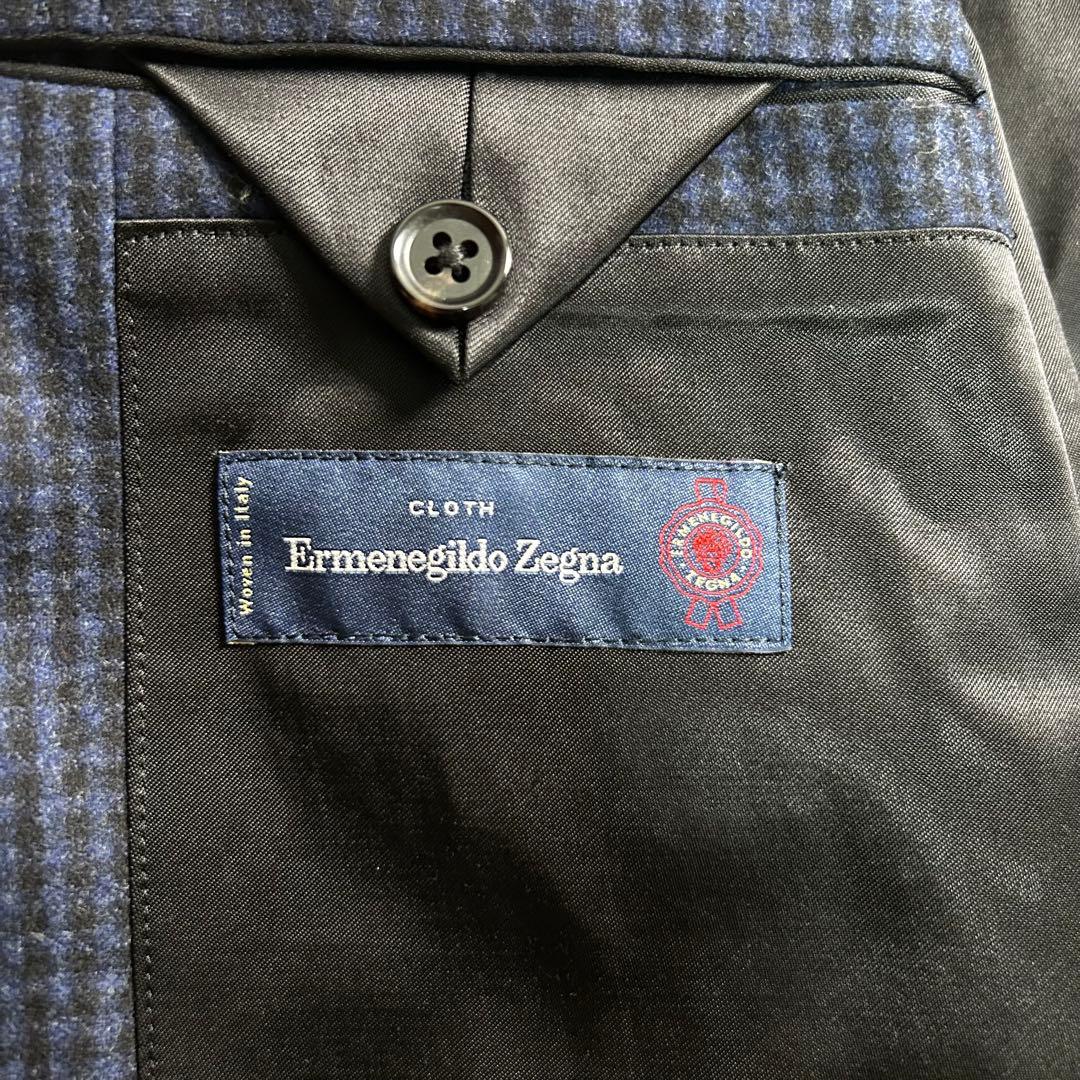 Woven in Italy
CLOTH
Ermenegildo Zegna
ERMENEGILDO
ZEGNA